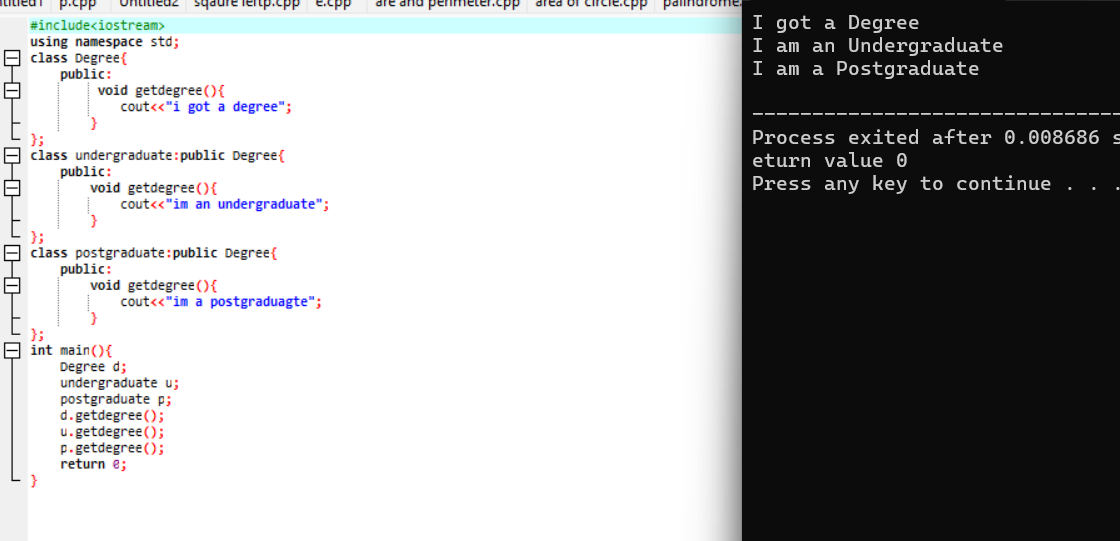 p.cpp Untitled2 sqaure leftp.cpp e.cpp are and perimeter.cpp area of circle.cpp palindrome.
#include<iostream>
using namespace std;
class Degree{
public:
void getdegree(){
cout<<"i got a degree";
}
};
class undergraduate:public Degree{
public:
void getdegree(){
cout<<"im an undergraduate";
}
};
class postgraduate:public Degree{
public:
void getdegree(){
cout<<"im a postgraduagte";
}
};
int main(){
Degree d;
undergraduate u;
postgraduate p;
d.getdegree();
u.getdegree();
p.getdegree();
return 0;
}
I got a Degree
I am an Undergraduate
I am a Postgraduate
--------------------------------
Process exited after 0.008686 s
eturn value 0
Press any key to continue . . .